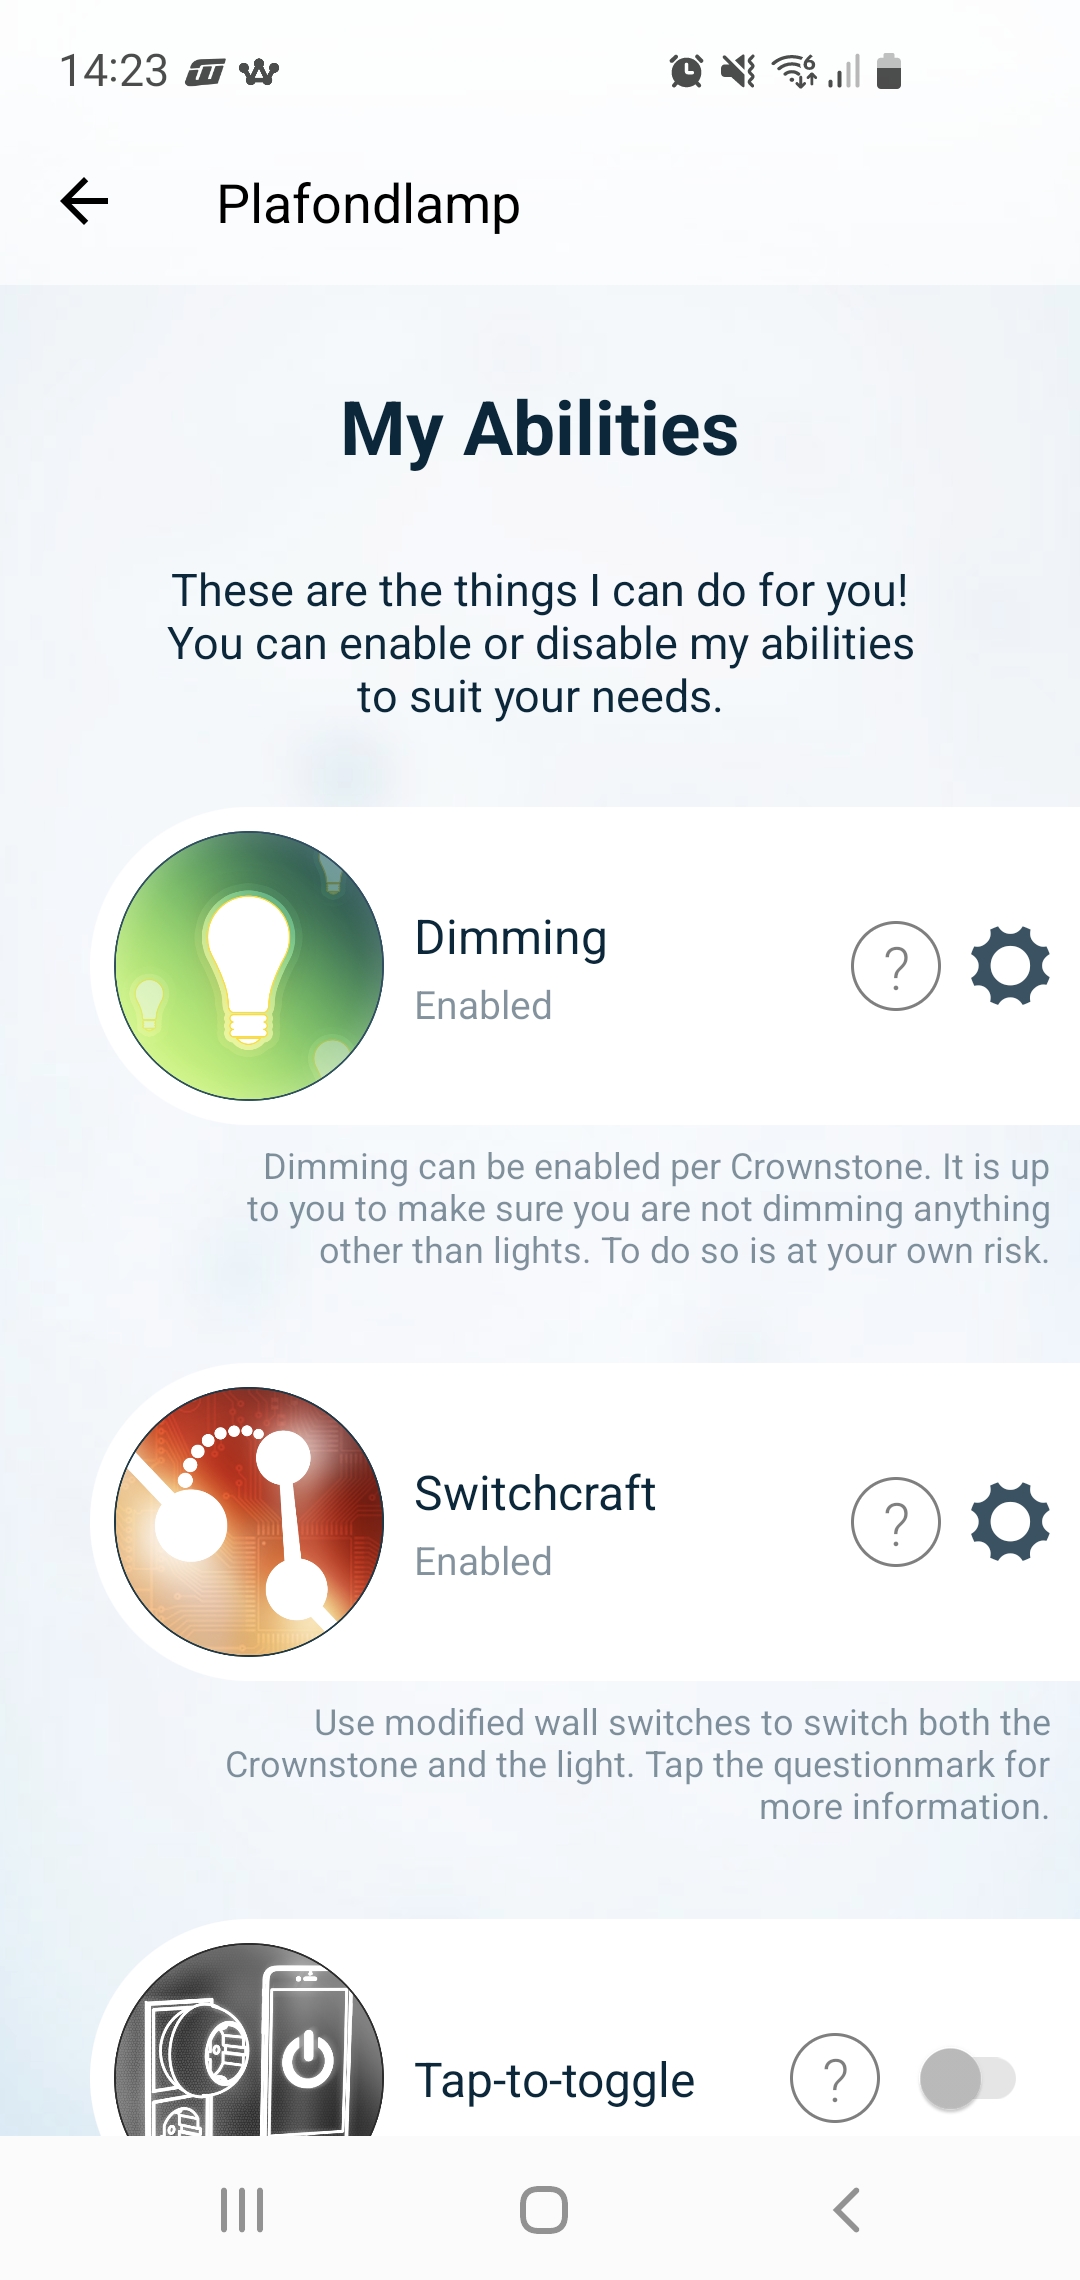 14:23
Plafondlamp
My Abilities
These are the things I can do for you!
You can enable or disable my abilities
to suit your needs.
Dimming
Enabled
?
Dimming can be enabled per Crownstone. It is up
to you to make sure you are not dimming anything
other than lights. To do so is at your own risk.
Switchcraft
Enabled
?
Use modified wall switches to switch both the
Crownstone and the light. Tap the questionmark for
more information.
Tap-to-toggle
?